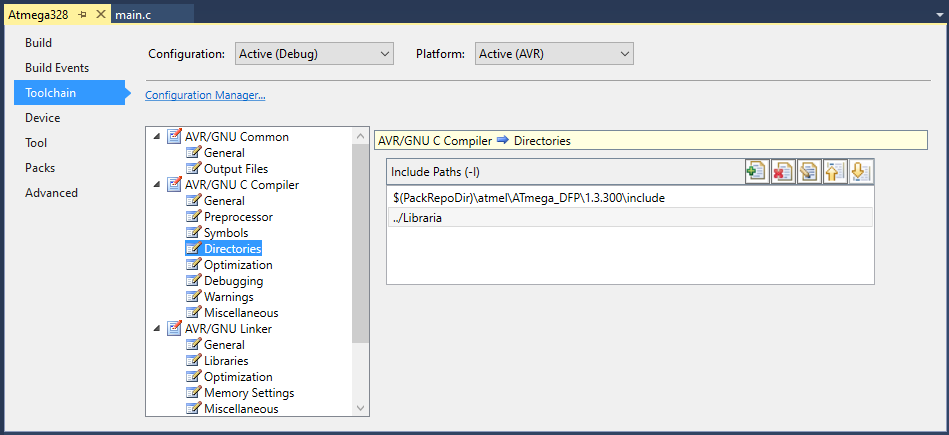 Atmega328
main.c
Build
Build Events
Toolchain
Device
Tool
Packs
Advanced
Configuration: Active (Debug) Platform: Active (AVR)
Configuration Manager...
AVR/GNU Common
General
Output Files
AVR/GNU C Compiler
General
Preprocessor
Symbols
Directories
Optimization
Debugging
Warnings
Miscellaneous
AVR/GNU Linker
General
Libraries
Optimization
Memory Settings
Miscellaneous
AVR/GNU C Compiler Directories
Include Paths (-I)
$(PackRepoDir)\atmel\ATmega_DFP\1.3.300\include
../Libraria